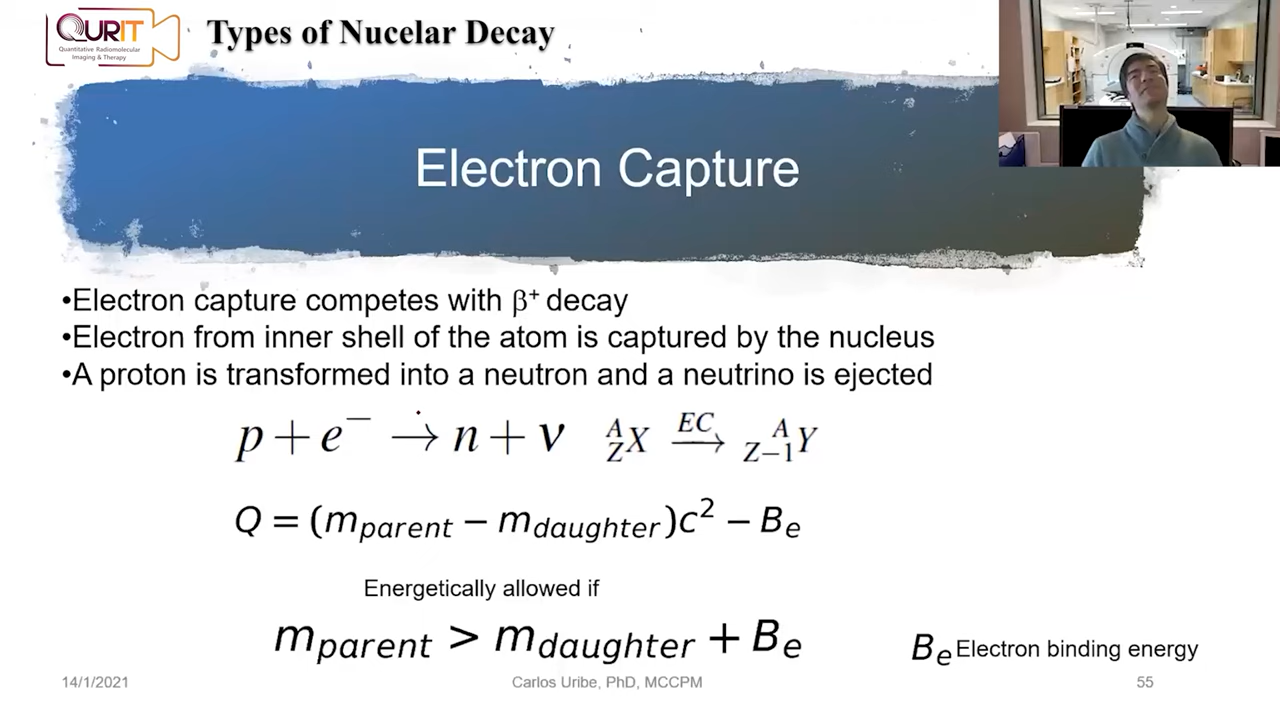 QURIT
Quantitative Radiomolecular
Imaging & Therapy
Types of Nucelar Decay
Electron Capture
•Electron capture competes with β⁺ decay
•Electron from inner shell of the atom is captured by the nucleus
•A proton is transformed into a neutron and a neutrino is ejected
p + e⁻ → n + ν   ᴬ_Z X —EC→ ᴬ_Z−1 Y
Q = (m_parent − m_daughter)c² − B_e
Energetically allowed if
m_parent > m_daughter + B_e
B_e Electron binding energy
14/1/2021
Carlos Uribe, PhD, MCCPM
55